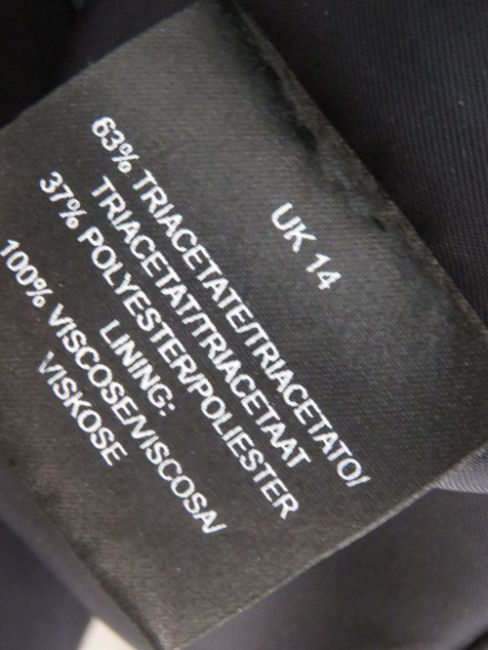 UK 14
63% TRIACETATE/TRIACETATO/
TRIACETAT/TRIACETAAT
37% POLYESTER/POLIESTER
LINING:
100% VISCOSE/VISCOSA/
VISKOSE